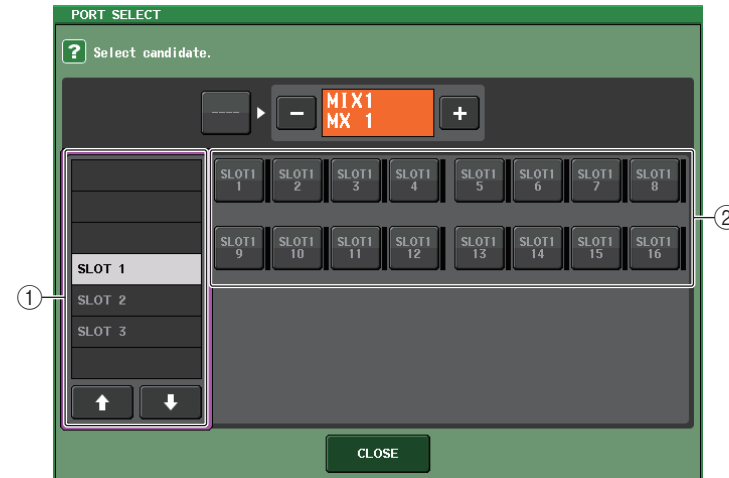 PORT SELECT
? Select candidate.
---- − MIX1 +
MX 1
SLOT1 SLOT1 SLOT1 SLOT1 SLOT1 SLOT1 SLOT1 SLOT1
1 2 3 4 5 6 7 8
SLOT1 SLOT1 SLOT1 SLOT1 SLOT1 SLOT1 SLOT1 SLOT1
9 10 11 12 13 14 15 16
②
SLOT 1
①
SLOT 2
SLOT 3
CLOSE